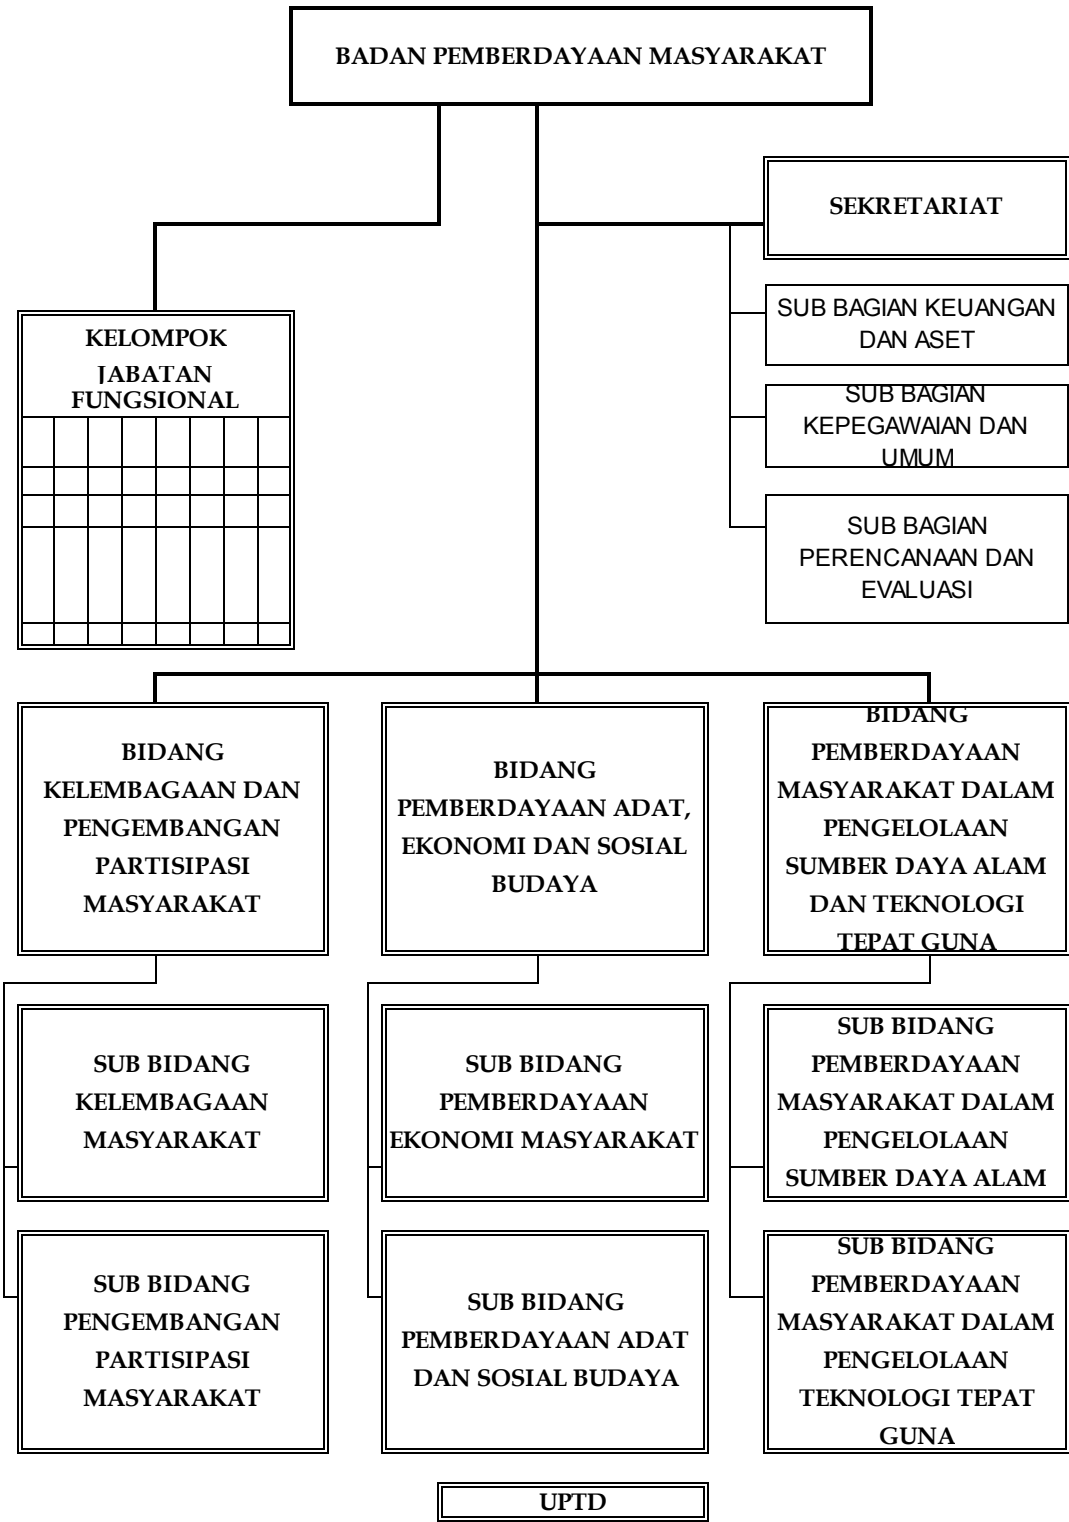 BADAN PEMBERDAYAAN MASYARAKAT
SEKRETARIAT
SUB BAGIAN KEUANGAN
DAN ASET
SUB BAGIAN
KEPEGAWAIAN DAN
UMUM
SUB BAGIAN
PERENCANAAN DAN
EVALUASI
KELOMPOK
JABATAN
FUNGSIONAL
BIDANG
KELEMBAGAAN DAN
PENGEMBANGAN
PARTISIPASI
MASYARAKAT
BIDANG
PEMBERDAYAAN ADAT,
EKONOMI DAN SOSIAL
BUDAYA
BIDANG
PEMBERDAYAAN
MASYARAKAT DALAM
PENGELOLAAN
SUMBER DAYA ALAM
DAN TEKNOLOGI
TEPAT GUNA
SUB BIDANG
KELEMBAGAAN
MASYARAKAT
SUB BIDANG
PEMBERDAYAAN
EKONOMI MASYARAKAT
SUB BIDANG
PEMBERDAYAAN
MASYARAKAT DALAM
PENGELOLAAN
SUMBER DAYA ALAM
SUB BIDANG
PENGEMBANGAN
PARTISIPASI
MASYARAKAT
SUB BIDANG
PEMBERDAYAAN ADAT
DAN SOSIAL BUDAYA
SUB BIDANG
PEMBERDAYAAN
MASYARAKAT DALAM
PENGELOLAAN
TEKNOLOGI TEPAT
GUNA
UPTD